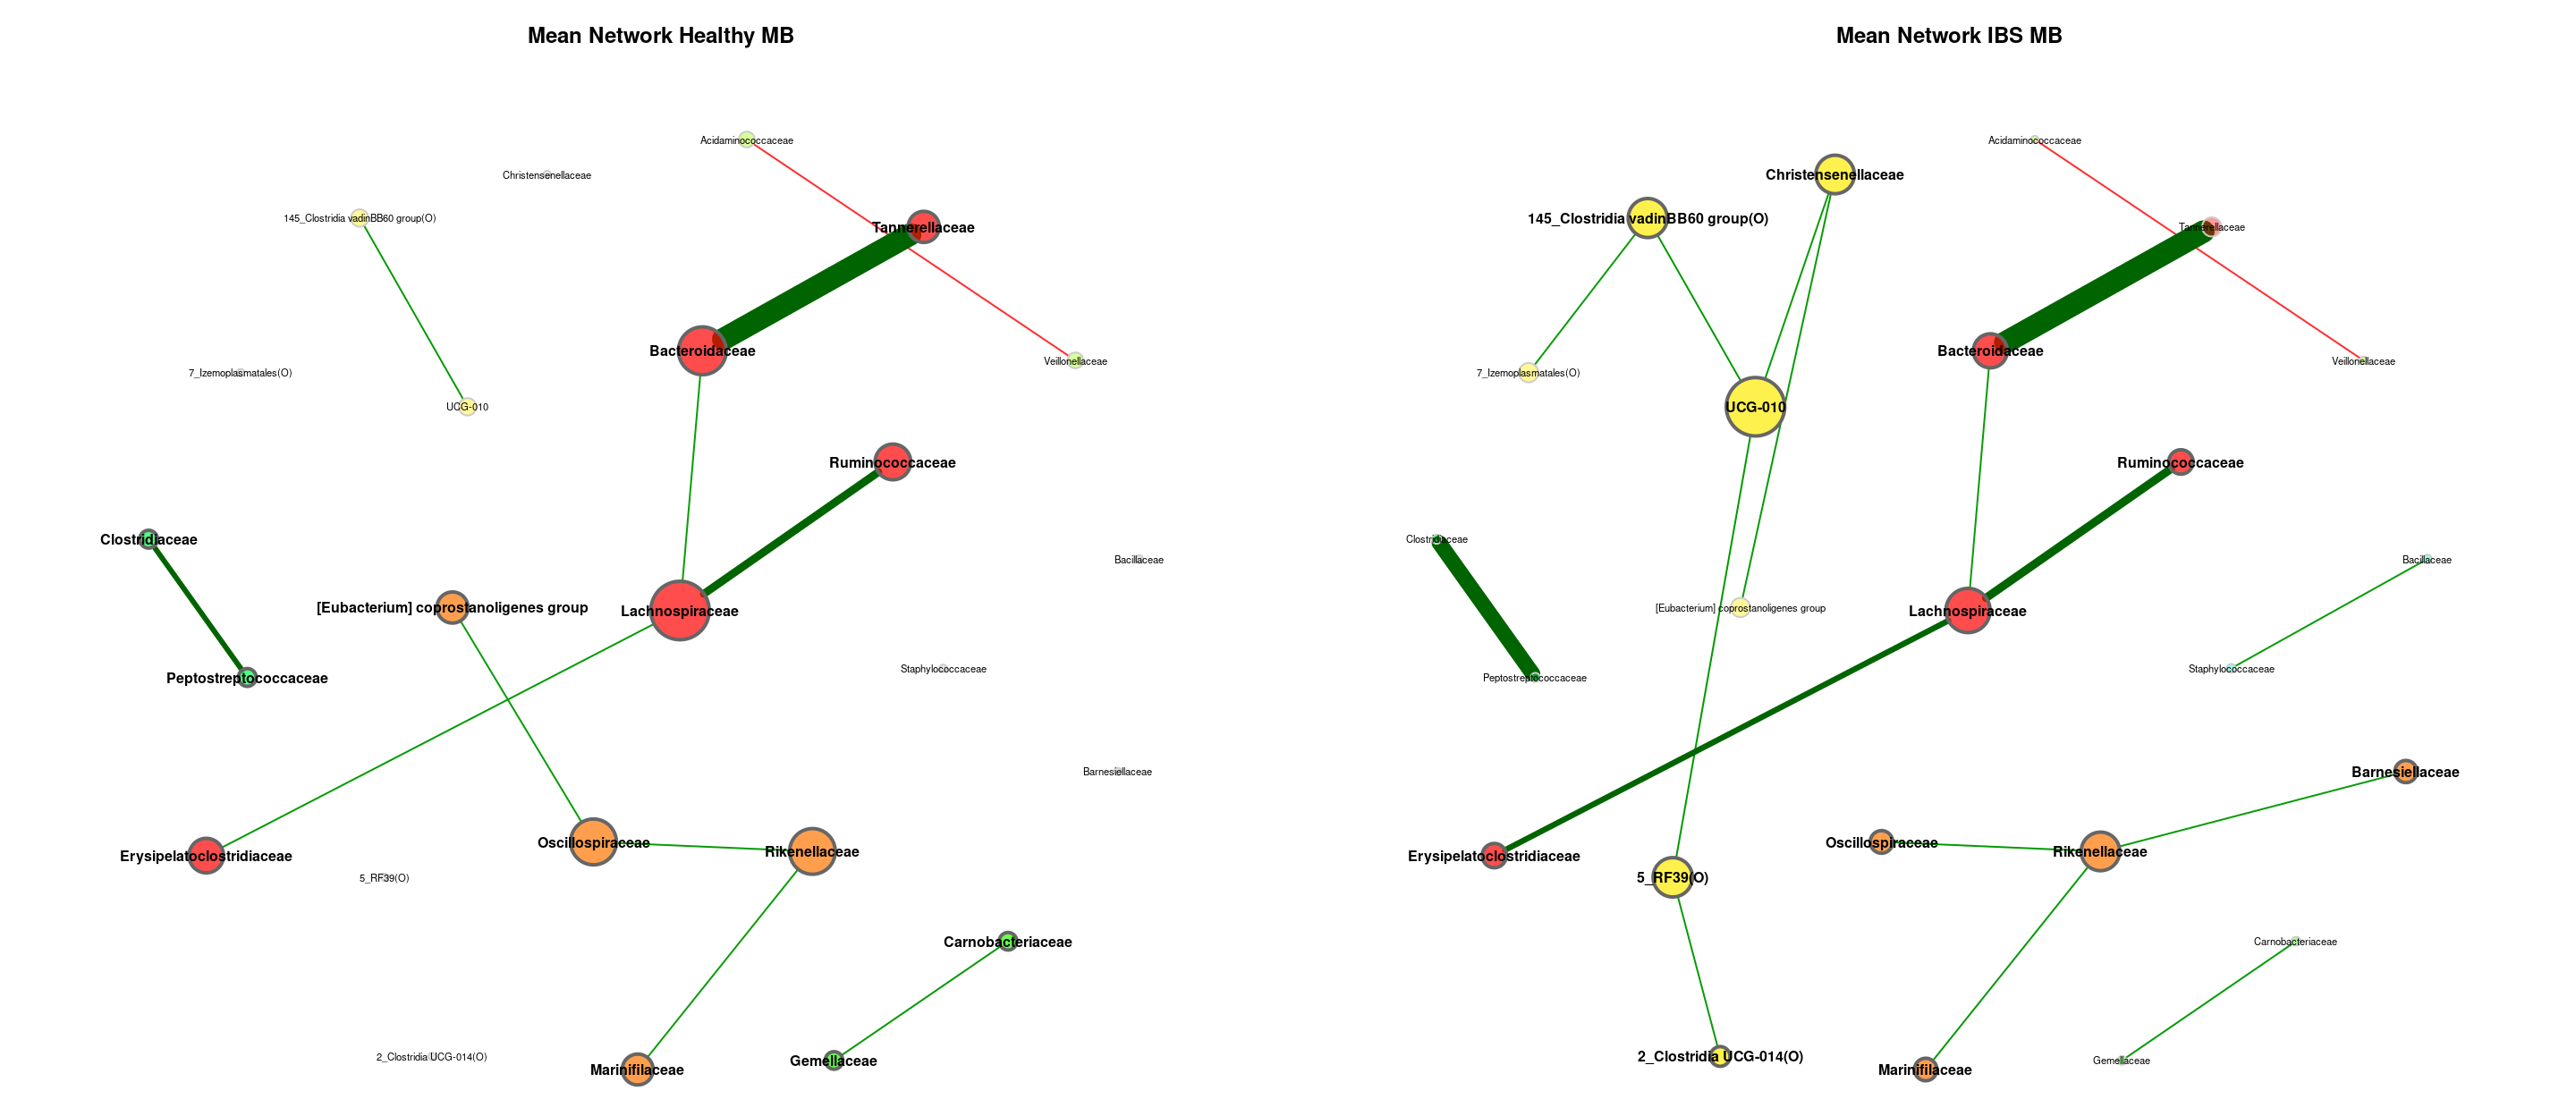 Mean Network Healthy MB
Acidaminococcaceae
Christensenellaceae
145_Clostridia vadinBB60 group(O)
Tannerellaceae
Bacteroidaceae
Veillonellaceae
7_Izemoplasmatales(O)
UCG-010
Ruminococcaceae
Clostridiaceae
Bacillaceae
[Eubacterium] coprostanoligenes group
Lachnospiraceae
Peptostreptococcaceae
Staphylococcaceae
Barnesiellaceae
Oscillospiraceae
Rikenellaceae
Erysipelatoclostridiaceae
5_RF39(O)
Carnobacteriaceae
2_Clostridia UCG-014(O)
Gemellaceae
Marinifilaceae
Mean Network IBS MB
Acidaminococcaceae
Christensenellaceae
145_Clostridia vadinBB60 group(O)
Tannerellaceae
Bacteroidaceae
Veillonellaceae
7_Izemoplasmatales(O)
UCG-010
Ruminococcaceae
Clostridiaceae
Bacillaceae
[Eubacterium] coprostanoligenes group
Lachnospiraceae
Peptostreptococcaceae
Staphylococcaceae
Barnesiellaceae
Oscillospiraceae
Rikenellaceae
Erysipelatoclostridiaceae
5_RF39(O)
Carnobacteriaceae
2_Clostridia UCG-014(O)
Gemellaceae
Marinifilaceae